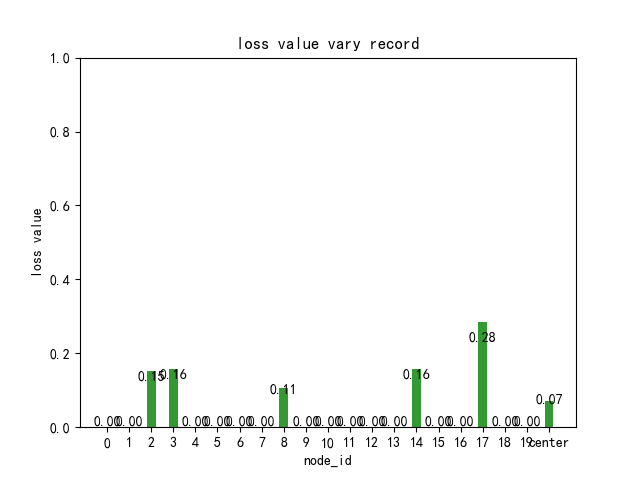 loss value vary record
1.0
0.8
0.6
0.4
0.2
0.0
loss value
0.00 0.00 0.15 0.16 0.00 0.00 0.00 0.00 0.11 0.00 0.00 0.00 0.00 0.00 0.16 0.00 0.00 0.28 0.00 0.00 0.07
0 1 2 3 4 5 6 7 8 9 10 11 12 13 14 15 16 17 18 19 center
node_id